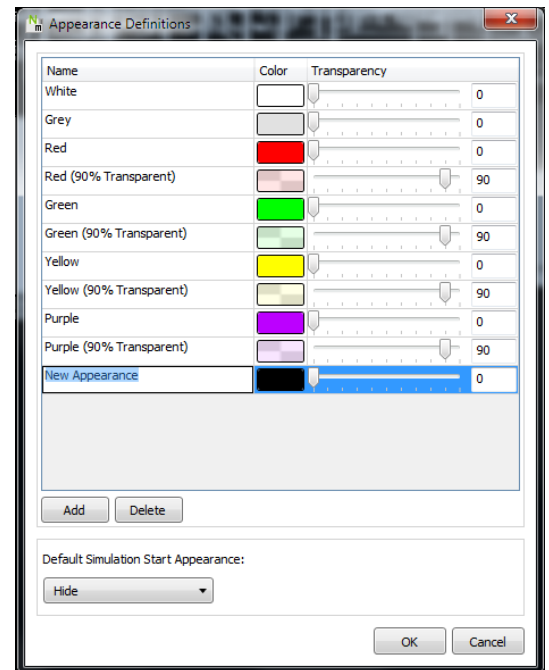 Nm Appearance Definitions
Name Color Transparency
White 0
Grey 0
Red 0
Red (90% Transparent) 90
Green 0
Green (90% Transparent) 90
Yellow 0
Yellow (90% Transparent) 90
Purple 0
Purple (90% Transparent) 90
New Appearance 0
Add Delete
Default Simulation Start Appearance:
Hide
OK Cancel